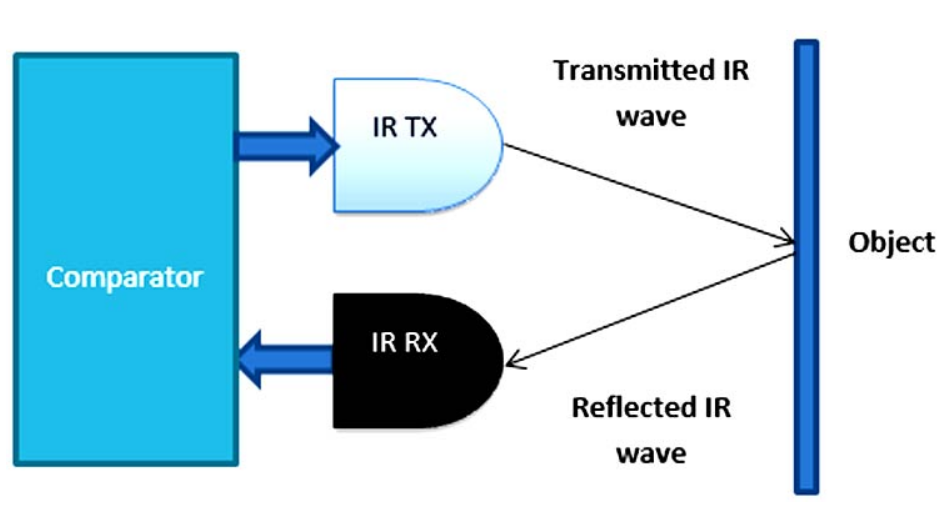 Transmitted IR
wave
IR TX
Object
Comparator
IR RX
Reflected IR
wave